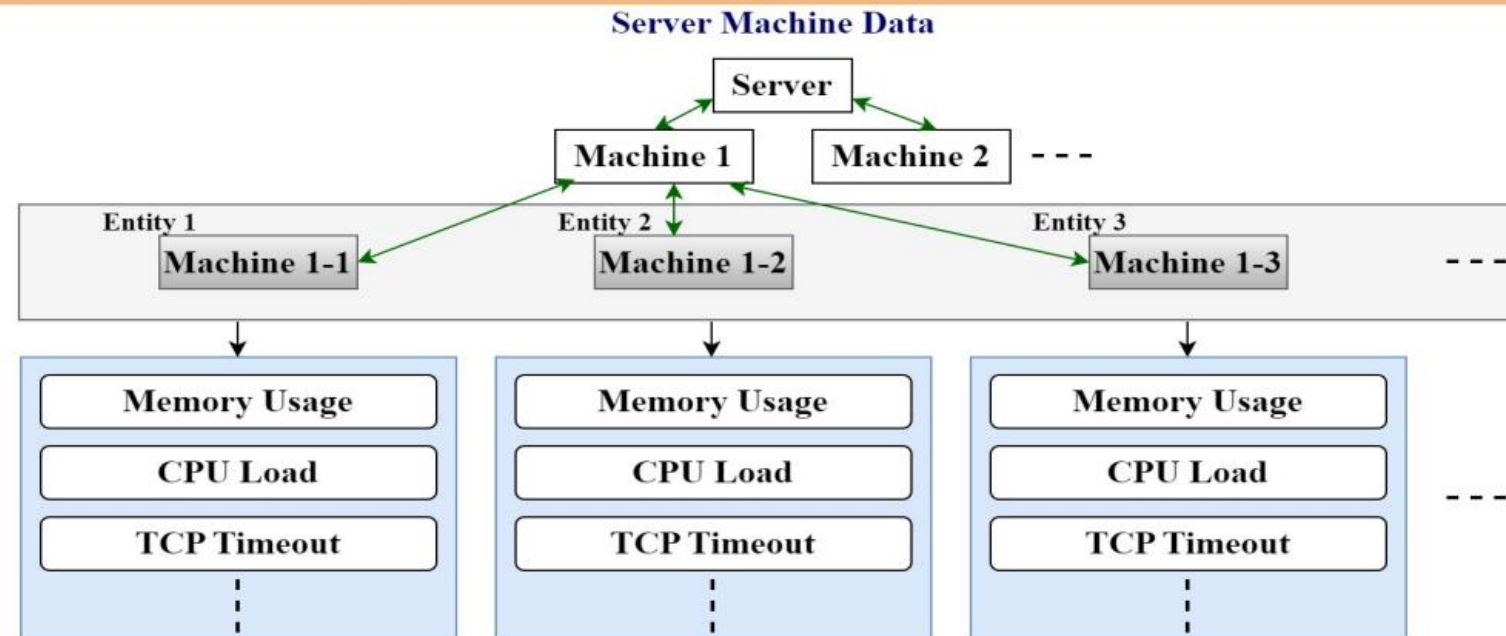 Server Machine Data
Server
Machine 1
Machine 2
Entity 1
Entity 2
Entity 3
Machine 1-1
Machine 1-2
Machine 1-3
Memory Usage
Memory Usage
Memory Usage
CPU Load
CPU Load
CPU Load
TCP Timeout
TCP Timeout
TCP Timeout